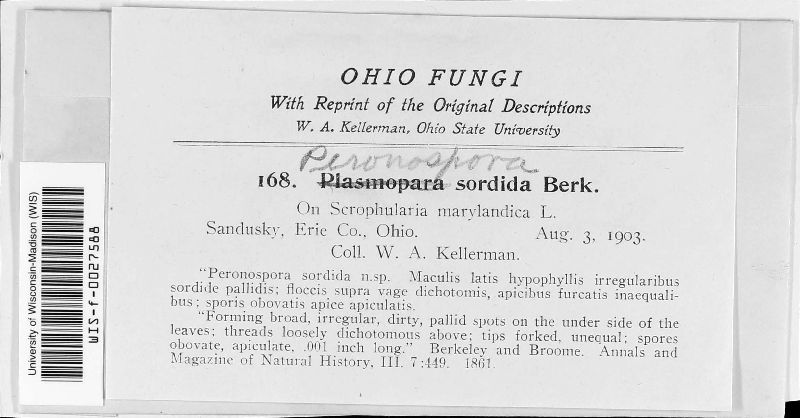 OHIO FUNGI
With Reprint of the Original Descriptions
W. A. Kellerman, Ohio State University
Peronospora
168. Plasmopara sordida Berk.
On Scrophularia marylandica L.
Sandusky, Erie Co., Ohio. Aug. 3, 1903.
Coll. W. A. Kellerman.
"Peronospora sordida n.sp. Maculis latis hypophyllis irregularibus
sordide pallidis; floccis supra vage dichotomis, apicibus furcatis inaequali-
bus; sporis obovatis apice apiculatis.
"Forming broad, irregular, dirty, pallid spots on the under side of the
leaves; threads loosely dichotomous above; tips forked, unequal; spores
obovate, apiculate, .001 inch long." Berkeley and Broome. Annals and
Magazine of Natural History, III. 7:449. 1861.
University of Wisconsin-Madison (WIS)
WIS-f-0027588